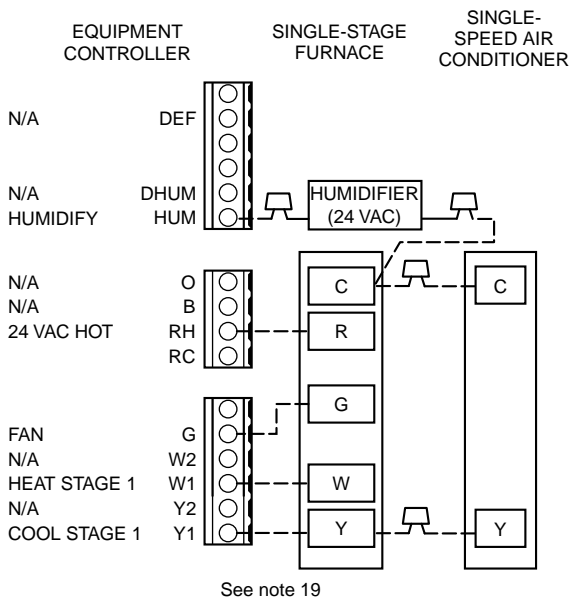 EQUIPMENT
CONTROLLER
SINGLE-STAGE
FURNACE
SINGLE-
SPEED AIR
CONDITIONER
N/A DEF
N/A DHUM
HUMIDIFY HUM
HUMIDIFIER
(24 VAC)
N/A O
N/A B
24 VAC HOT RH
RC
C
R
G
W
Y
C
Y
FAN G
N/A W2
HEAT STAGE 1 W1
N/A Y2
COOL STAGE 1 Y1
See note 19